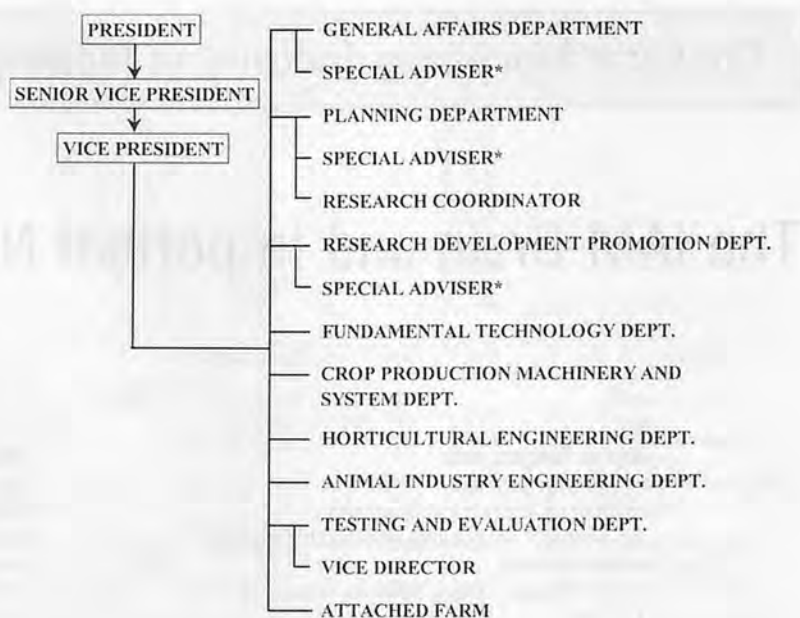 PRESIDENT
SENIOR VICE PRESIDENT
VICE PRESIDENT
GENERAL AFFAIRS DEPARTMENT
SPECIAL ADVISER*
PLANNING DEPARTMENT
SPECIAL ADVISER*
RESEARCH COORDINATOR
RESEARCH DEVELOPMENT PROMOTION DEPT.
SPECIAL ADVISER*
FUNDAMENTAL TECHNOLOGY DEPT.
CROP PRODUCTION MACHINERY AND
SYSTEM DEPT.
HORTICULTURAL ENGINEERING DEPT.
ANIMAL INDUSTRY ENGINEERING DEPT.
TESTING AND EVALUATION DEPT.
VICE DIRECTOR
ATTACHED FARM